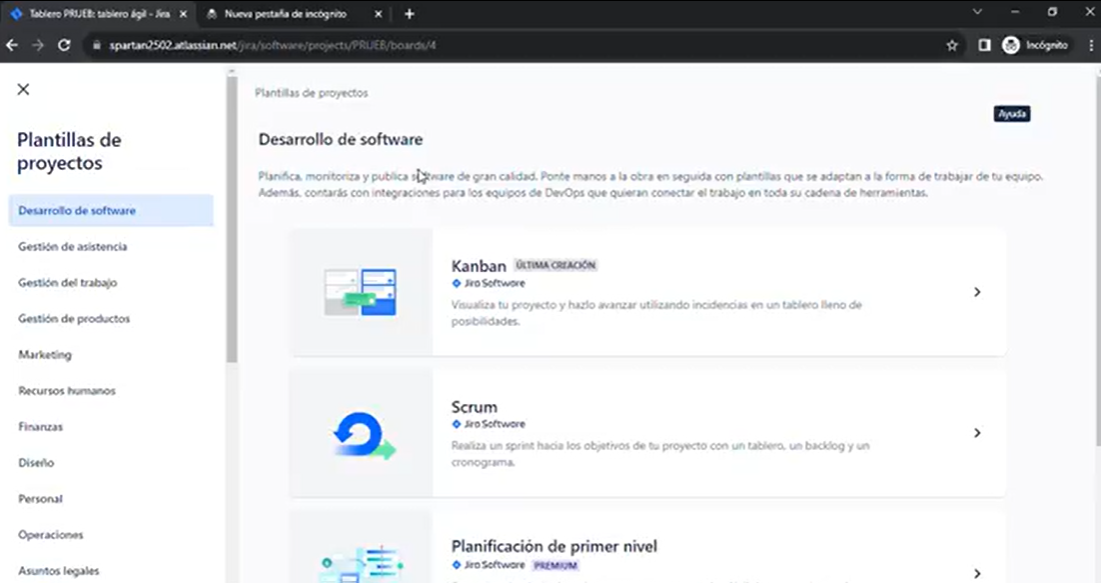 Tablero PRUEB: tablero ágil - Jira
Nueva pestaña de incógnito
spartan2502.atlassian.net/jira/software/projects/PRUEB/boards/4
Incógnito
Plantillas de proyectos
Desarrollo de software
Gestión de asistencia
Gestión del trabajo
Gestión de productos
Marketing
Recursos humanos
Finanzas
Diseño
Personal
Operaciones
Asuntos legales
Plantillas de proyectos
Ayuda
Desarrollo de software
Planifica, monitoriza y publica software de gran calidad. Ponte manos a la obra en seguida con plantillas que se adaptan a la forma de trabajar de tu equipo.
Además, contarás con integraciones para los equipos de DevOps que quieran conectar el trabajo en toda su cadena de herramientas.
Kanban ÚLTIMA CREACIÓN
Jira Software
Visualiza tu proyecto y hazlo avanzar utilizando incidencias en un tablero lleno de
posibilidades.
Scrum
Jira Software
Realiza un sprint hacia los objetivos de tu proyecto con un tablero, un backlog y un
cronograma.
Planificación de primer nivel
Jira Software PREMIUM